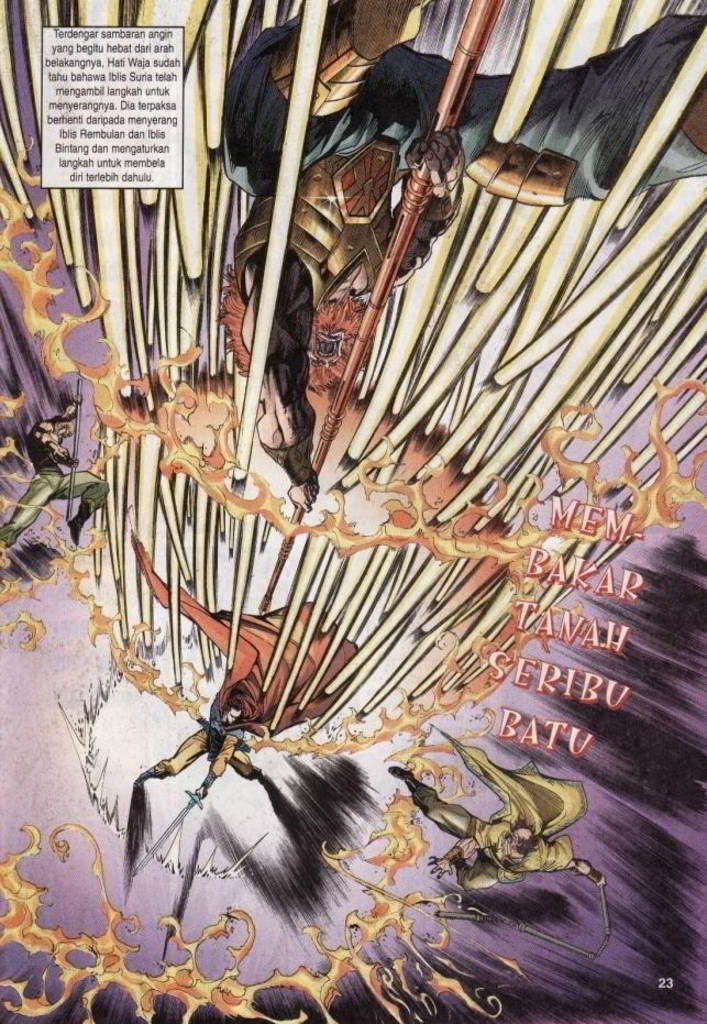 Terdengar sambaran angin
yang begitu hebat dari arah
belakangnya, Hati Waja sudah
tahu bahawa Iblis Suria telah
mengambil langkah untuk
menyerangnya. Dia terpaksa
berhenti daripada menyerang
Iblis Rembulan dan Iblis
Bintang dan mengaturkan
langkah untuk membela
diri terlebih dahulu.
MEM-
BAKAR
TANAH
SERIBU
BATU
23